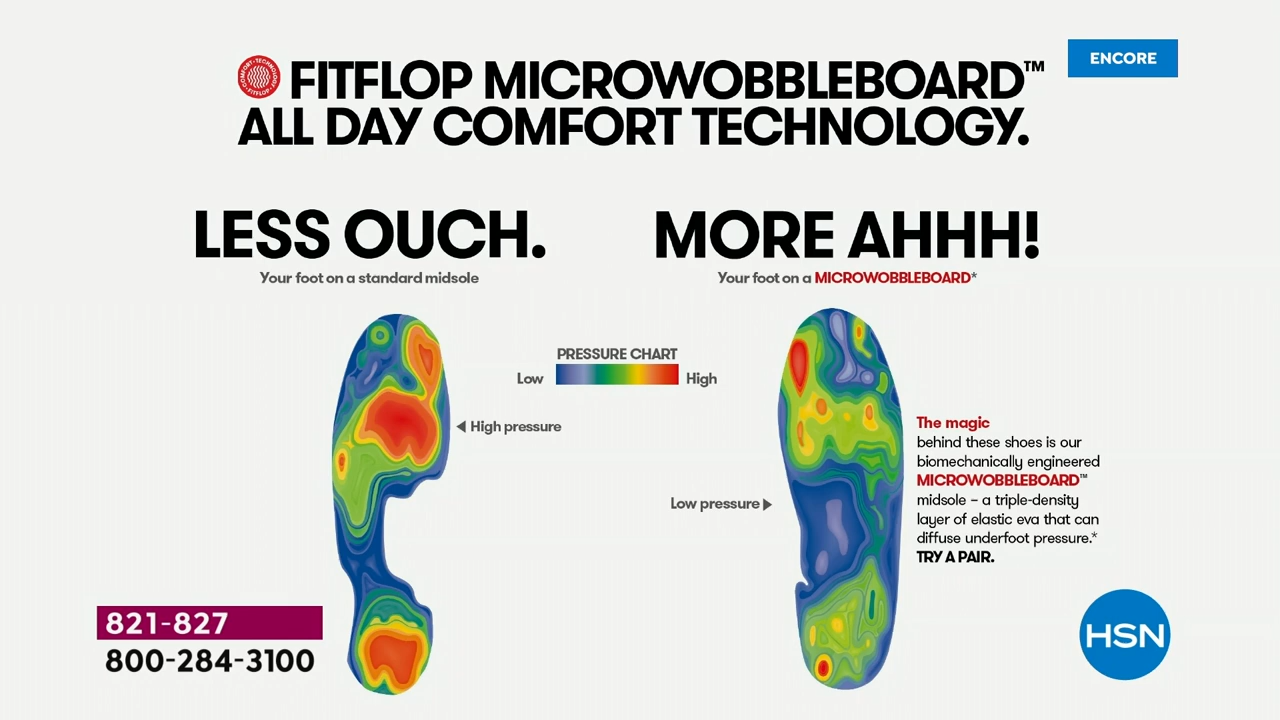 ENCORE
FITFLOP MICROWOBBLEBOARD™
ALL DAY COMFORT TECHNOLOGY.
LESS OUCH.
Your foot on a standard midsole
MORE AHHH!
Your foot on a MICROWOBBLEBOARD*
PRESSURE CHART
Low
High
High pressure
Low pressure
The magic
behind these shoes is our
biomechanically engineered
MICROWOBBLEBOARD™
midsole – a triple-density
layer of elastic eva that can
diffuse underfoot pressure.*
TRY A PAIR.
821-827
800-284-3100
HSN